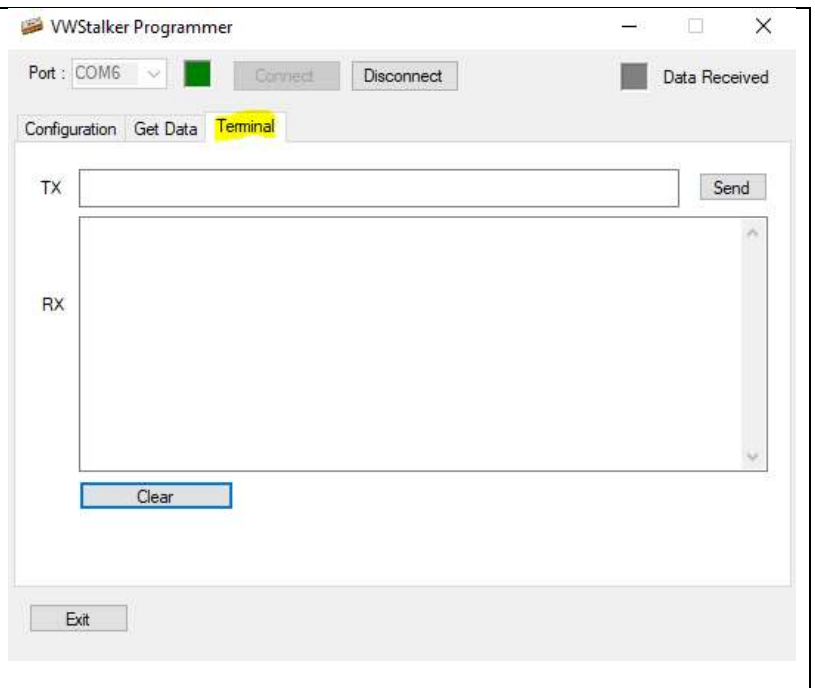 VWStalker Programmer
Port : COM6 Connect Disconnect Data Received
Configuration Get Data Terminal
TX Send
RX
Clear
Exit